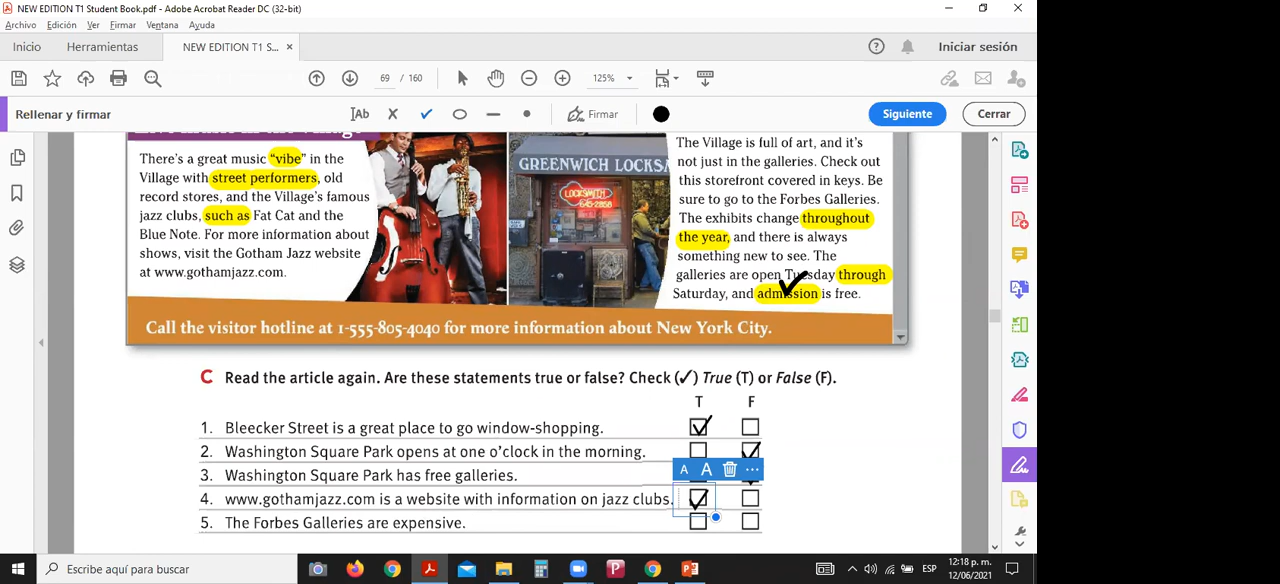 NEW EDITION T1 Student Book.pdf - Adobe Acrobat Reader DC (32-bit)
Archivo Edición Ver Firmar Ventana Ayuda
Inicio Herramientas NEW EDITION T1 S... × Iniciar sesión
69 / 160 125%
Rellenar y firmar Ab Firmar Siguiente Cerrar
There's a great music “vibe” in the
Village with street performers, old
record stores, and the Village's famous
jazz clubs, such as Fat Cat and the
Blue Note. For more information about
shows, visit the Gotham Jazz website
at www.gothamjazz.com.
GREENWICH LOCKSM
LOCKSMITH
The Village is full of art, and it's
not just in the galleries. Check out
this storefront covered in keys. Be
sure to go to the Forbes Galleries.
The exhibits change throughout
the year, and there is always
something new to see. The
galleries are open Tuesday through
Saturday, and admission is free.
Call the visitor hotline at 1-555-805-4040 for more information about New York City.
C Read the article again. Are these statements true or false? Check (✓) True (T) or False (F).
T F
1. Bleecker Street is a great place to go window-shopping.
2. Washington Square Park opens at one o'clock in the morning.
3. Washington Square Park has free galleries.
4. www.gothamjazz.com is a website with information on jazz clubs.
5. The Forbes Galleries are expensive.
A A
Escribe aquí para buscar
ESP
12:18 p. m.
12/06/2021